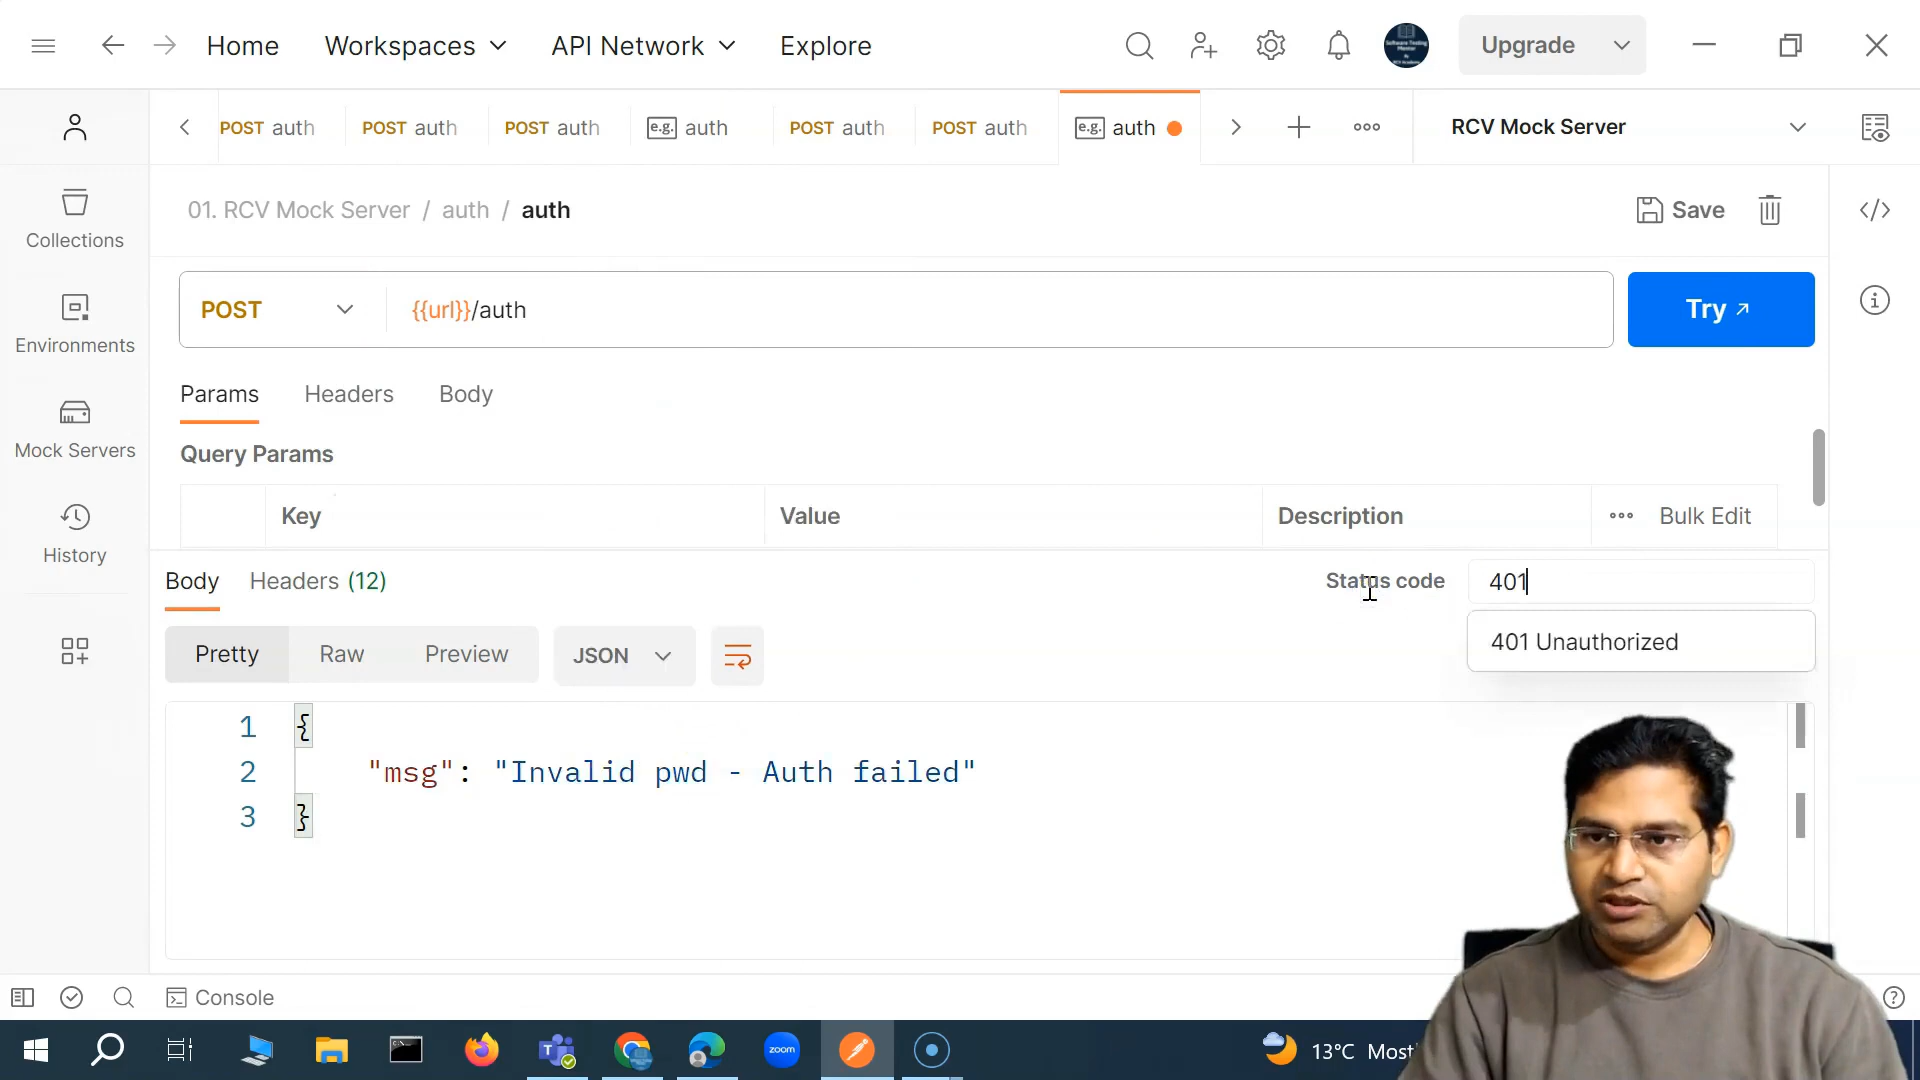 Home Workspaces API Network Explore Upgrade
POST auth POST auth POST auth e.g. auth POST auth POST auth e.g. auth RCV Mock Server
01. RCV Mock Server / auth / auth Save
Collections
POST {{url}}/auth Try
Environments
Params Headers Body
Mock Servers
Query Params
Key Value Description Bulk Edit
History
Body Headers (12) Status code 401
401 Unauthorized
Pretty Raw Preview JSON
1 {
2 "msg": "Invalid pwd - Auth failed"
3 }
Console
zoom
13°C Most